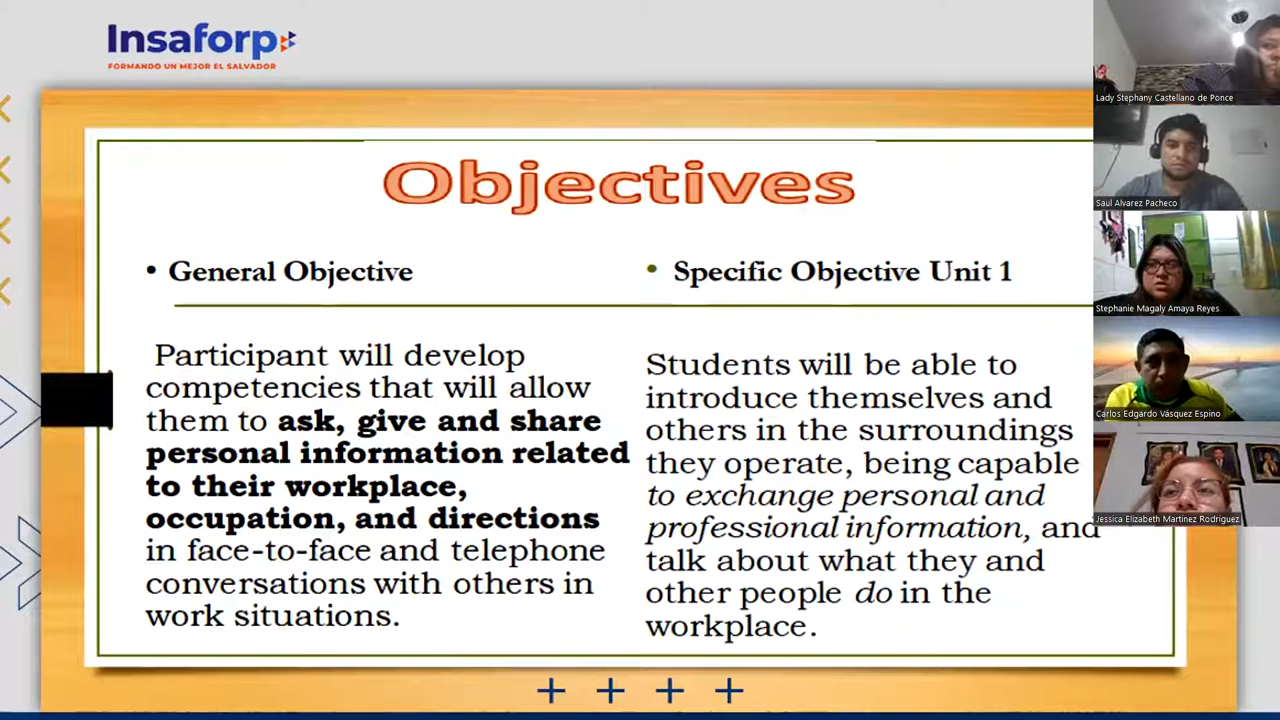 Insaforp
FORMANDO UN MEJOR EL SALVADOR
Objectives
• General Objective
Participant will develop
competencies that will allow
them to ask, give and share
personal information related
to their workplace,
occupation, and directions
in face-to-face and telephone
conversations with others in
work situations.
• Specific Objective Unit 1
Students will be able to
introduce themselves and
others in the surroundings
they operate, being capable
to exchange personal and
professional information, and
talk about what they and
other people do in the
workplace.
Lady Stephany Castellano de Ponce
Saul Alvarez Pacheco
Stephanie Magaly Amaya Reyes
Carlos Edgardo Vásquez Espino
Jessica Elizabeth Martinez Rodriguez